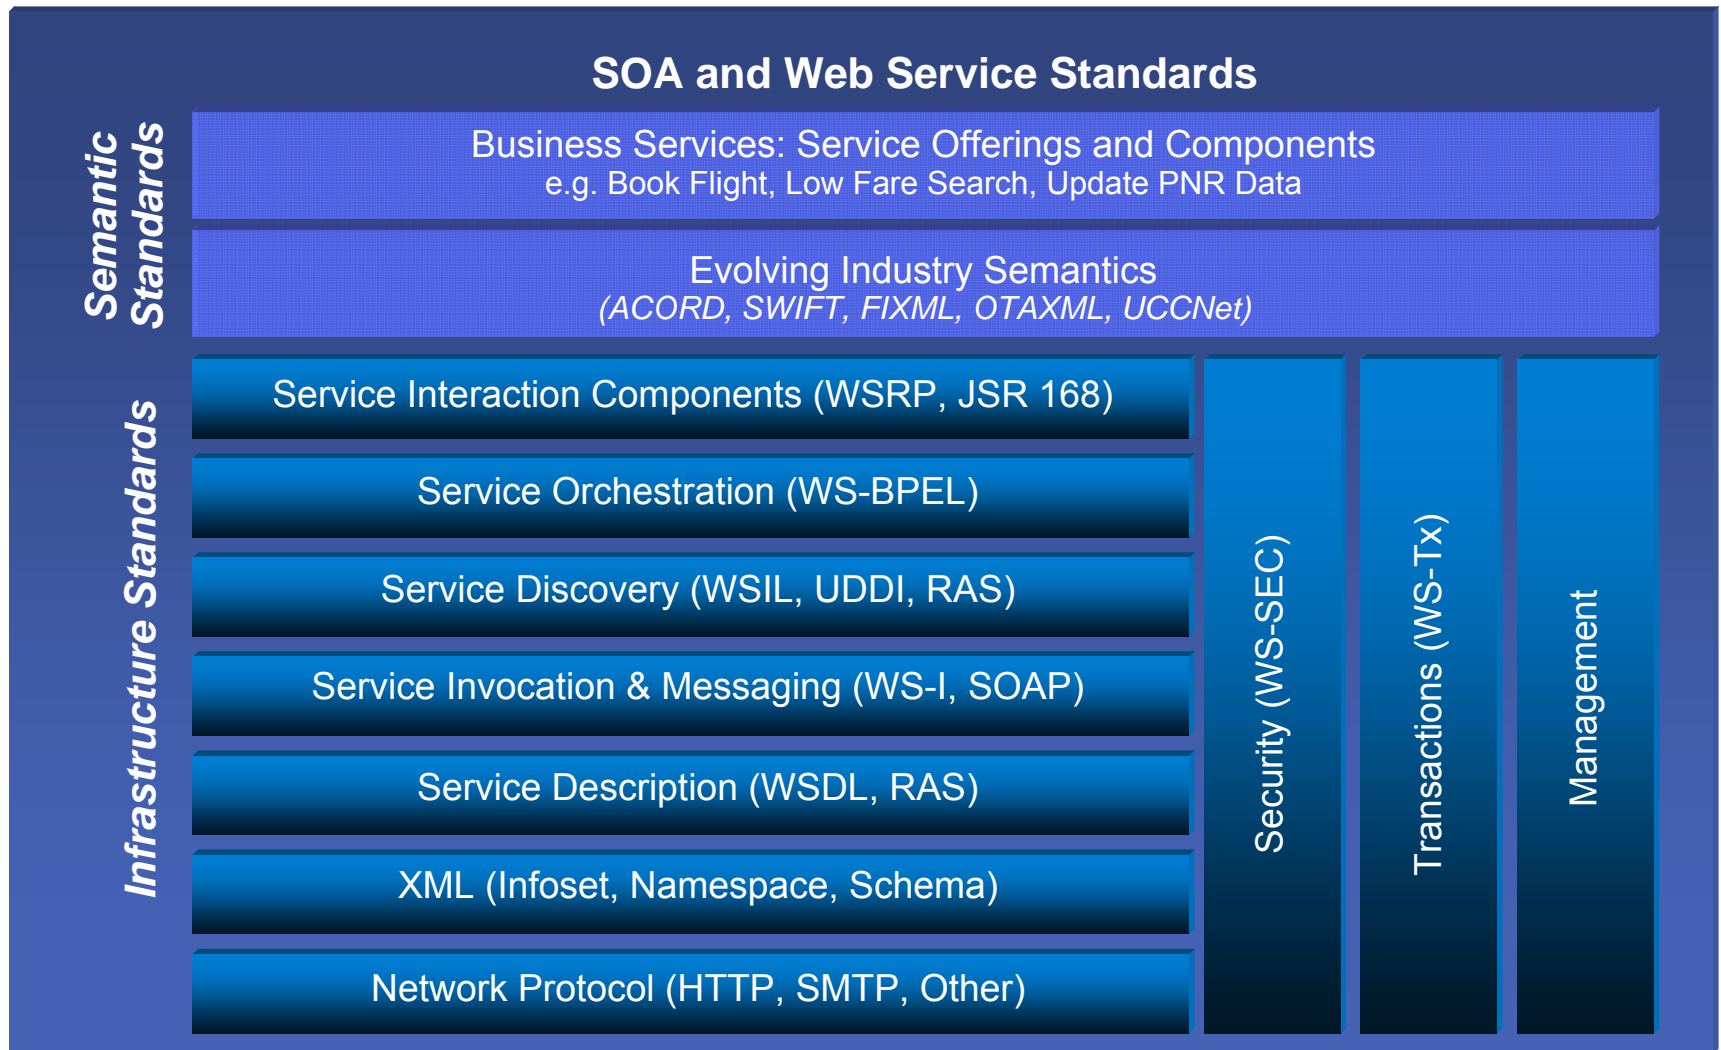 SOA and Web Service Standards
Semantic
Standards
Business Services: Service Offerings and Components
e.g. Book Flight, Low Fare Search, Update PNR Data
Evolving Industry Semantics
(ACORD, SWIFT, FIXML, OTAXML, UCCNet)
Infrastructure Standards
Service Interaction Components (WSRP, JSR 168)
Service Orchestration (WS-BPEL)
Service Discovery (WSIL, UDDI, RAS)
Service Invocation & Messaging (WS-I, SOAP)
Service Description (WSDL, RAS)
XML (Infoset, Namespace, Schema)
Network Protocol (HTTP, SMTP, Other)
Security (WS-SEC)
Transactions (WS-Tx)
Management